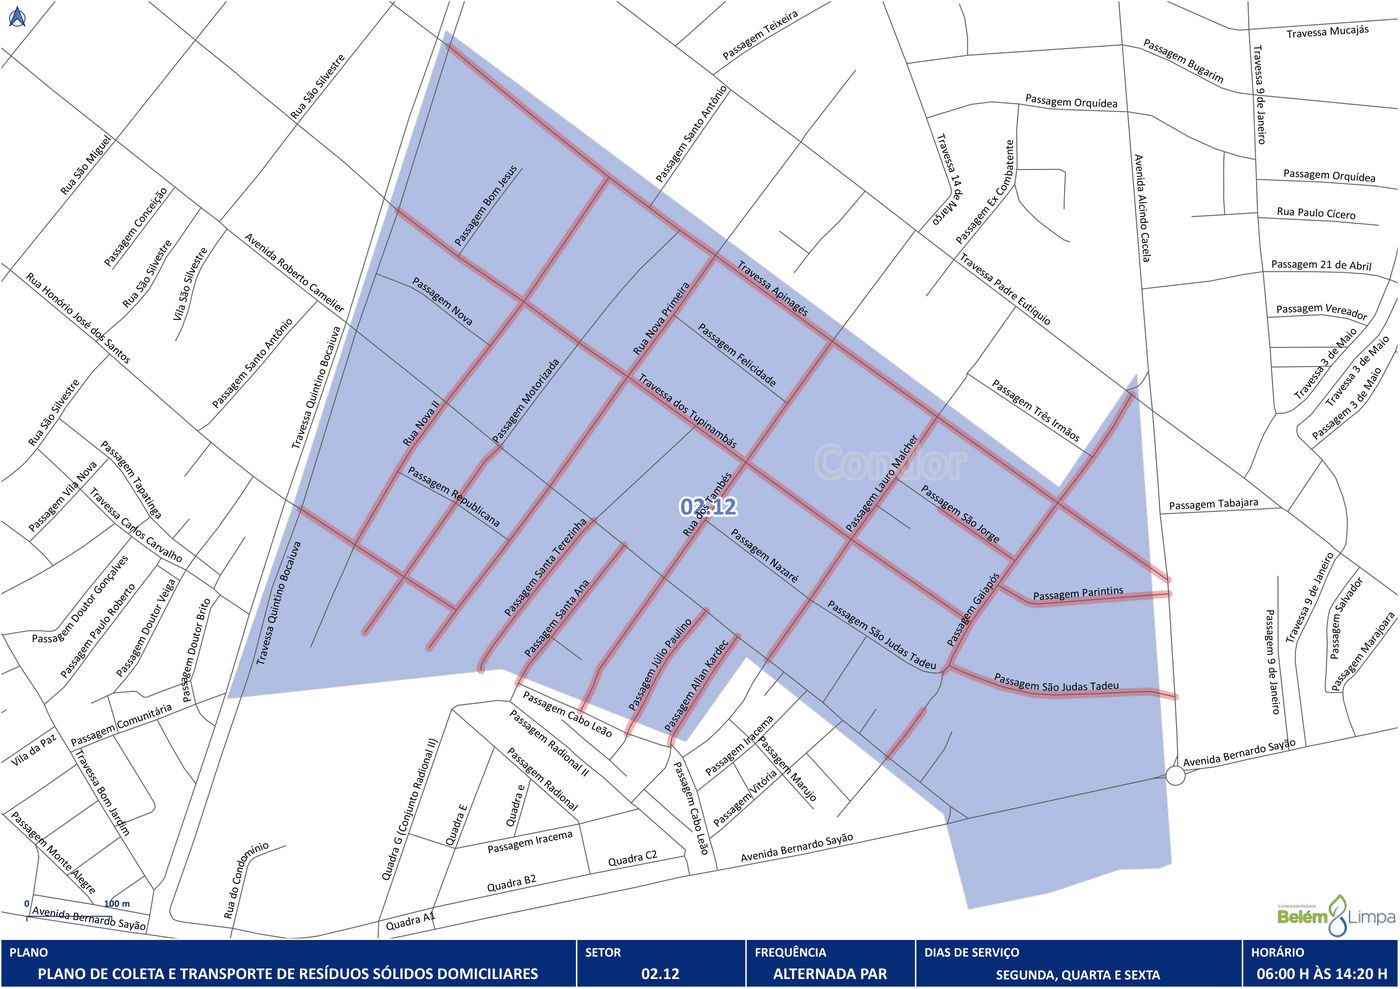 Passagem Teixeira
Travessa Mucajás
Passagem Bugarim
Travessa 9 de Janeiro
Rua São Silvestre
Passagem Santo Antônio
Passagem Orquídea
Rua São Miguel
Travessa 14 de Março
Passagem Ex Combatente
Avenida Alcindo Cacela
Passagem Orquídea
Rua Paulo Cícero
Passagem Bom Jesus
Passagem Conceição
Rua São Silvestre
Vila São Silvestre
Avenida Roberto Camelier
Passagem 21 de Abril
Travessa Padre Eutíquio
Travessa Apinagés
Passagem Nova
Rua Nova Primeira
Rua Honório José dos Santos
Passagem Vereador
Travessa 3 de Maio
Travessa 3 de Maio
Passagem 3 de Maio
Passagem Santo Antônio
Travessa Quintino Bocaiuva
Passagem Felicidade
Passagem Motorizada
Travessa dos Tupinambás
Passagem Três Irmãos
Rua São Silvestre
Rua Nova II
Passagem Lauro Malcher
Condor
Passagem Tapatinga
Passagem Vila Nova
Travessa Carlos Carvalho
Passagem Republicana
Rua dos Tambés
02.12
Passagem São Jorge
Passagem Tabajara
Passagem Santa Terezinha
Passagem Nazaré
Passagem Santa Ana
Passagem Galapós
Passagem Parintins
Travessa Quintino Bocaiuva
Passagem Doutor Gonçalves
Passagem Paulo Roberto
Passagem Doutor Veiga
Passagem Doutor Brito
Passagem São Judas Tadeu
Passagem São Judas Tadeu
Passagem Júlio Paulino
Passagem Allan Kardec
Travessa 9 de Janeiro
Passagem 9 de Janeiro
Passagem Salvador
Passagem Marajoara
Passagem Comunitária
Vila da Paz
Travessa Bom Jardim
Passagem Cabo Leão
Passagem Radional II
Passagem Radional
Passagem Iracema
Passagem Marujo
Passagem Vitória
Passagem Cabo Leão
Avenida Bernardo Sayão
Quadra G (Conjunto Radional II)
Quadra E
Quadra e
Passagem Iracema
Quadra C2
Quadra B2
Quadra A1
Avenida Bernardo Sayão
Passagem Monte Alegre
Rua do Condomínio
0 100 m
Avenida Bernardo Sayão
CONCESSIONÁRIA
Belém Limpa
PLANO
PLANO DE COLETA E TRANSPORTE DE RESÍDUOS SÓLIDOS DOMICILIARES
SETOR
02.12
FREQUÊNCIA
ALTERNADA PAR
DIAS DE SERVIÇO
SEGUNDA, QUARTA E SEXTA
HORÁRIO
06:00 H ÀS 14:20 H